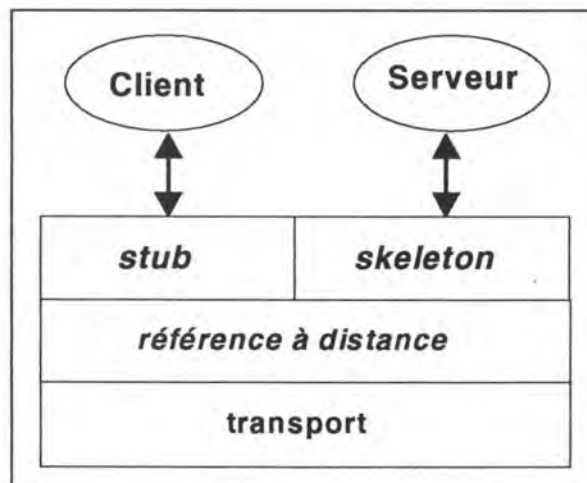 Client
Serveur
stub
skeleton
référence à distance
transport